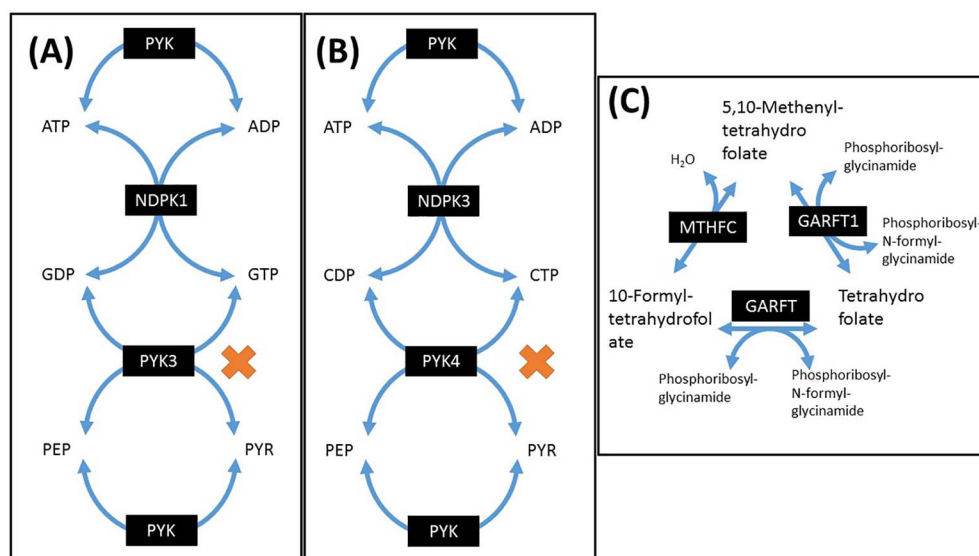 (A)
PYK
ATP
ADP
NDPK1
GDP
GTP
PYK3
PEP
PYR
PYK
(B)
PYK
ATP
ADP
NDPK3
CDP
CTP
PYK4
PEP
PYR
PYK
(C)
5,10-Methenyl-
tetrahydro
folate
H₂O
Phosphoribosyl-
glycinamide
MTHFC
GARFT1
Phosphoribosyl-
N-formyl-
glycinamide
10-Formyl-
tetrahydrofol
ate
GARFT
Tetrahydro
folate
Phosphoribosyl-
glycinamide
Phosphoribosyl-
N-formyl-
glycinamide